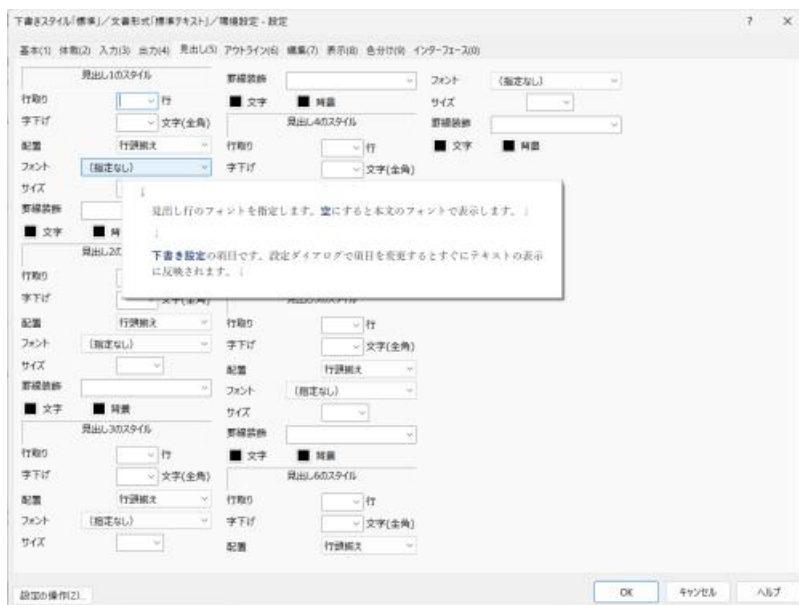 下書きスタイル「標準」／文書形式「標準テキスト」／環境設定 - 設定
?
×
基本(1) 体裁(2) 入力(3) 出力(4) 見出し(5) アウトライン(6) 編集(7) 表示(8) 色分け(9) インターフェース(0)
見出し1のスタイル
行取り 行
字下げ 文字(全角)
配置 行頭揃え
フォント (指定なし)
サイズ
罫線装飾
文字
見出し2の
行取り
字下げ
配置 行頭揃え
フォント (指定なし)
サイズ
罫線装飾
文字 背景
見出し3のスタイル
行取り 行
字下げ 文字(全角)
配置 行頭揃え
フォント (指定なし)
サイズ
罫線装飾
文字 背景
見出し4のスタイル
行取り 行
字下げ 文字(全角)
↓
見出し行のフォントを指定します。空にすると本文のフォントで表示します。↓
↓
下書き設定の項目です。設定ダイアログで項目を変更するとすぐにテキストの表示
に反映されます。↓
行取り 行
字下げ 文字(全角)
配置 行頭揃え
フォント (指定なし)
サイズ
罫線装飾
文字 背景
見出し6のスタイル
行取り 行
字下げ 文字(全角)
配置 行頭揃え
フォント (指定なし)
サイズ
罫線装飾
文字 背景
設定の操作(Z)...
OK
キャンセル
ヘルプ